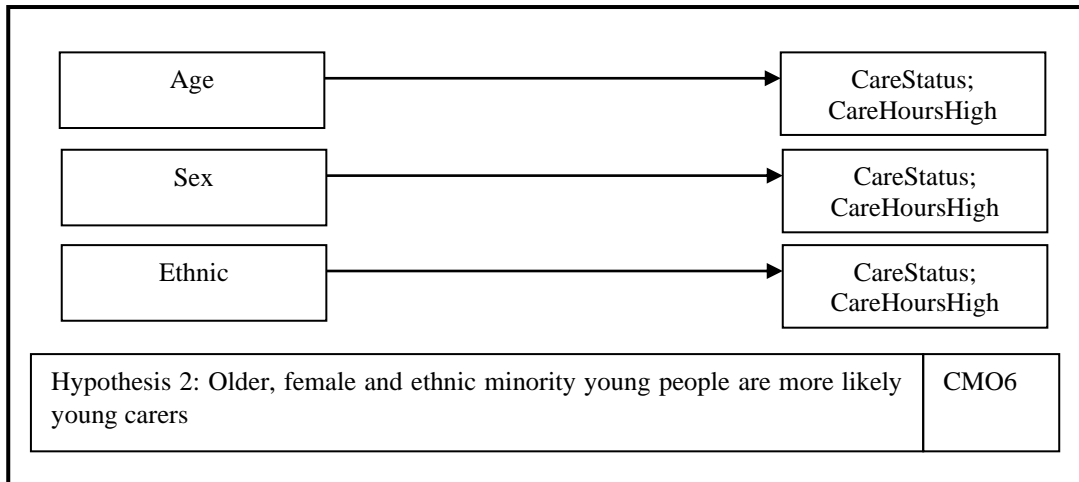 Age
CareStatus;
CareHoursHigh
Sex
CareStatus;
CareHoursHigh
Ethnic
CareStatus;
CareHoursHigh
Hypothesis 2: Older, female and ethnic minority young people are more likely
young carers
CMO6